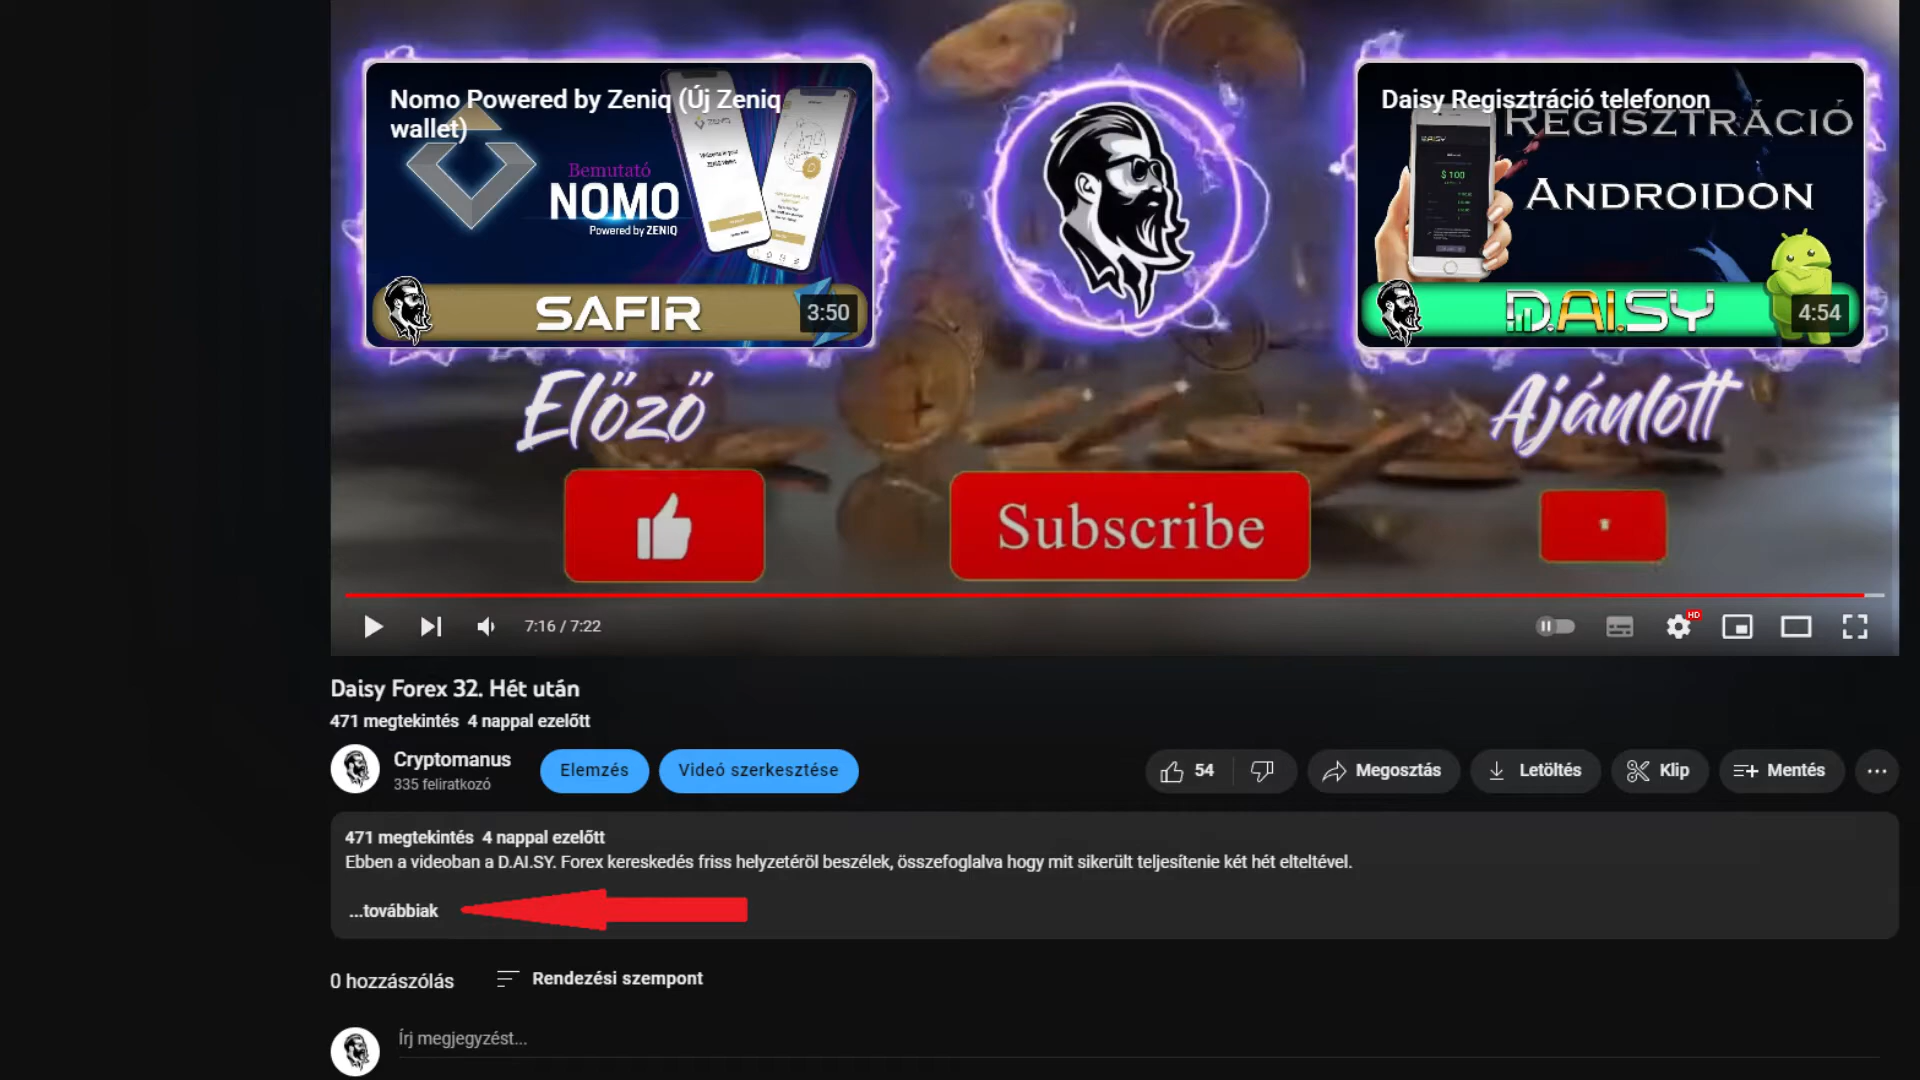 Nomo Powered by Zeniq (Új Zeniq
wallet)
Bemutató
NOMO
Powered by ZENIQ
SAFIR
3:50
Daisy Regisztráció telefonon
REGISZTRÁCIÓ
ANDROIDON
$ 100
D.AI.SY
4:54
Előző
Ajánlott
Subscribe
7:16 / 7:22
HD
Daisy Forex 32. Hét után
471 megtekintés 4 nappal ezelőtt
Cryptomanus
335 feliratkozó
Elemzés
Videó szerkesztése
54
Megosztás
Letöltés
Klip
Mentés
471 megtekintés 4 nappal ezelőtt
Ebben a videoban a D.AI.SY. Forex kereskedés friss helyzetéröl beszélek, összefoglalva hogy mit sikerült teljesítenie két hét elteltével.
...továbbiak
0 hozzászólás
Rendezési szempont
Írj megjegyzést...